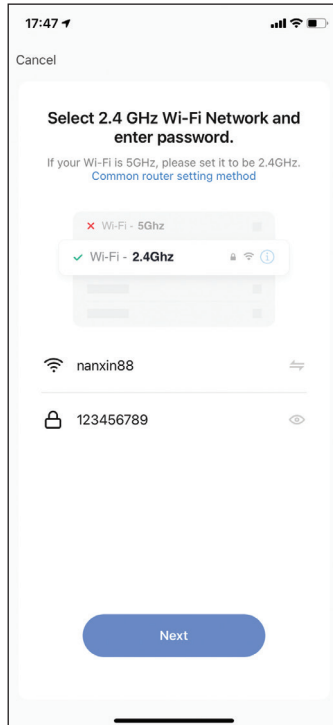 17:47
Cancel
Select 2.4 GHz Wi-Fi Network and
enter password.
If your Wi-Fi is 5GHz, please set it to be 2.4GHz.
Common router setting method
Wi-Fi - 5Ghz
Wi-Fi - 2.4Ghz
nanxin88
123456789
Next